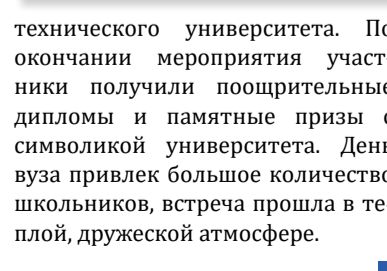 технического университета. По
окончании мероприятия участ-
ники получили поощрительные
дипломы и памятные призы с
символикой университета. День
вуза привлек большое количество
школьников, встреча прошла в те-
плой, дружеской атмосфере.